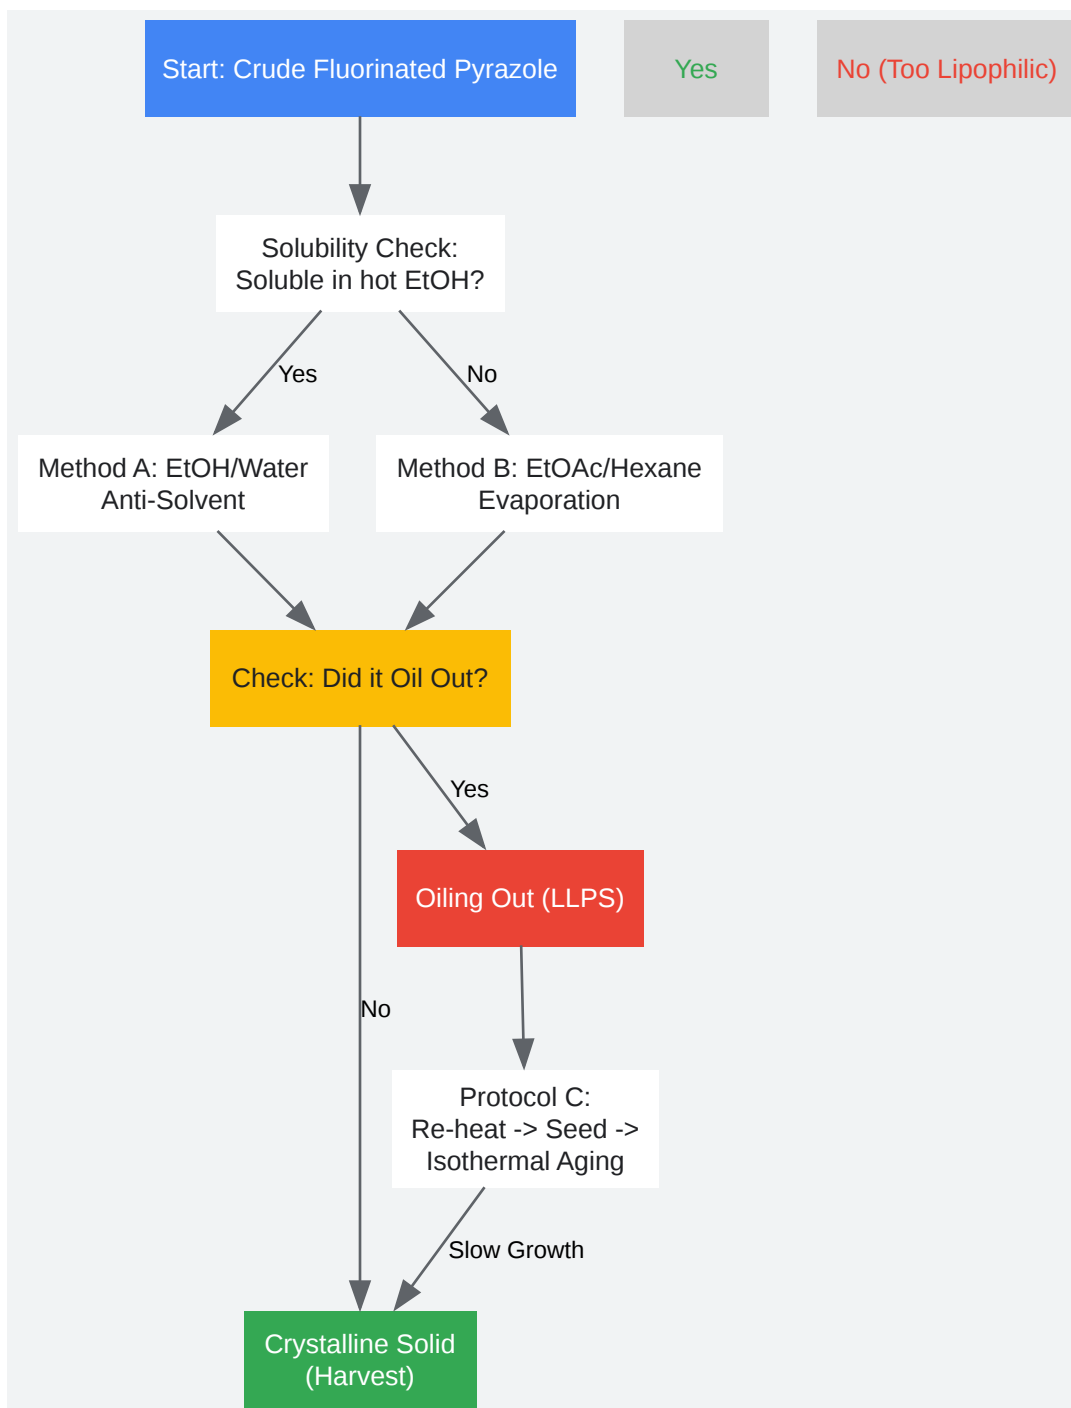 Start: Crude Fluorinated Pyrazole
Yes
No (Too Lipophilic)
Solubility Check:
Soluble in hot EtOH?
Yes
No
Method A: EtOH/Water
Anti-Solvent
Method B: EtOAc/Hexane
Evaporation
Check: Did it Oil Out?
Yes
Oiling Out (LLPS)
No
Protocol C:
Re-heat -> Seed ->
Isothermal Aging
Slow Growth
Crystalline Solid
(Harvest)